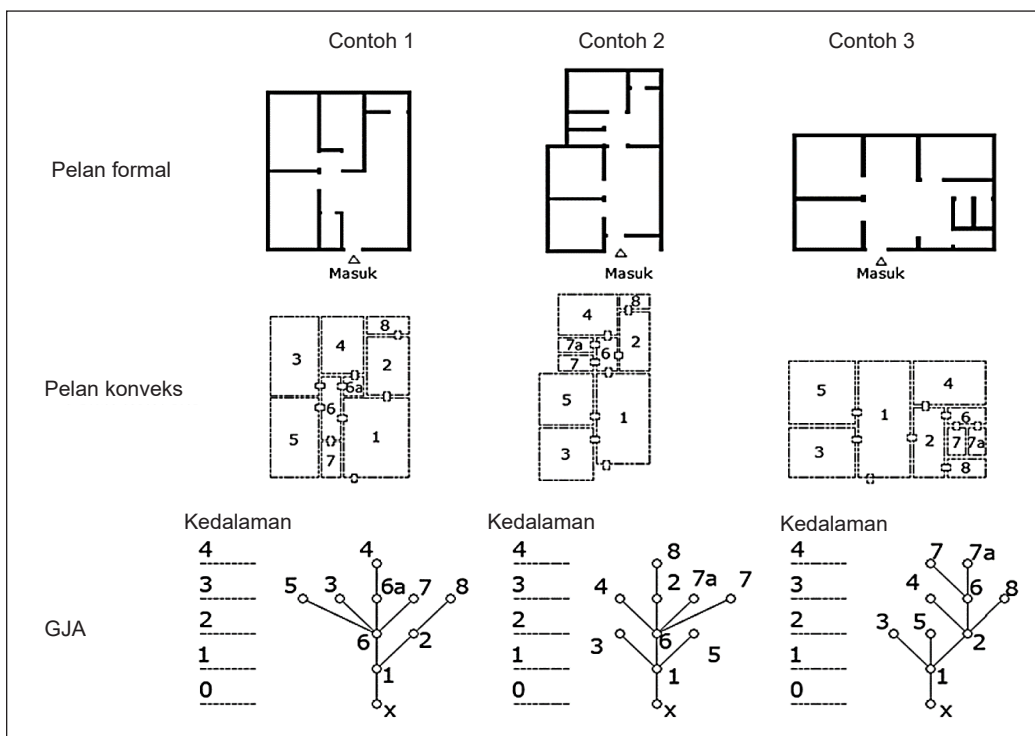 Contoh 1 Contoh 2 Contoh 3
Pelan formal
Masuk Masuk Masuk
Pelan konveks
3 4 8 2 6a 6 5 7 1
4 8 2 7a 6 7 5 1 3
5 1 4 6 3 2 7 7a 8
GJA
Kedalaman Kedalaman Kedalaman
4 4 4 8 4 7 7a
3 5 3 6a 7 8 3 4 2 7a 7 3 4 6 8
2 6 2 2 3 6 5 2 3 5 2
1 1 1 1 1 1
0 x 0 x 0 x